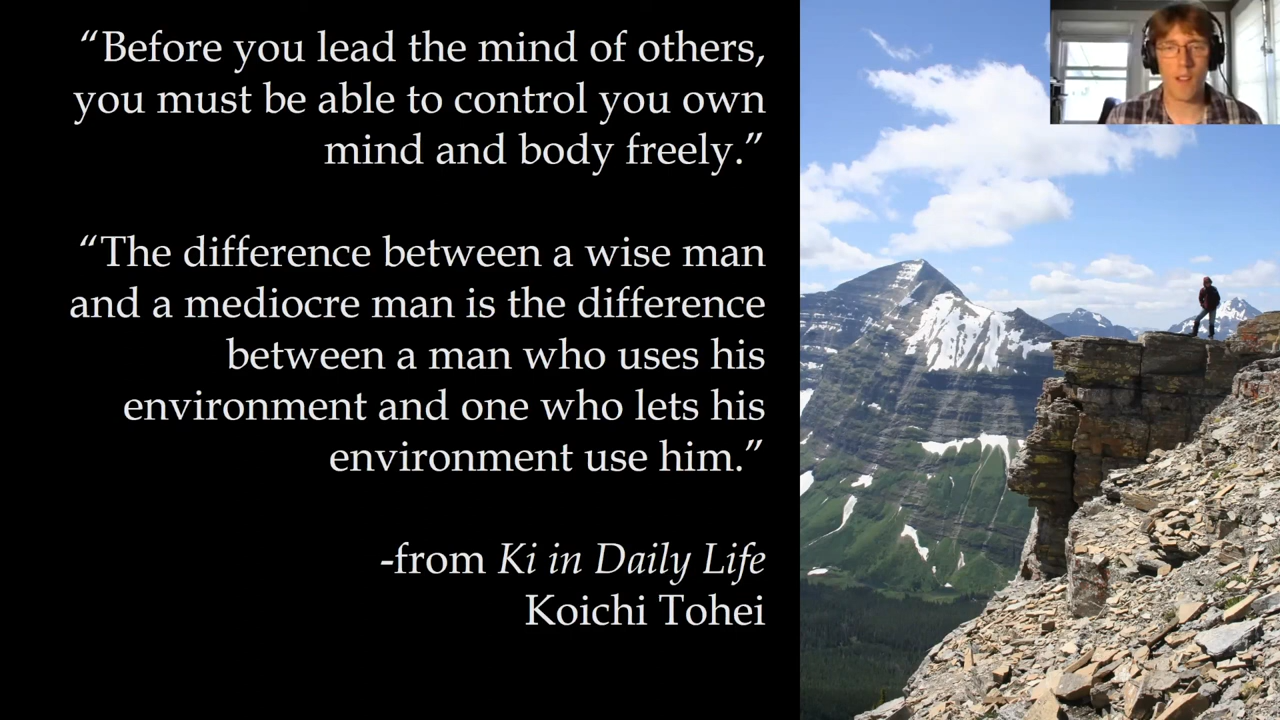 “Before you lead the mind of others,
you must be able to control you own
mind and body freely.”
“The difference between a wise man
and a mediocre man is the difference
between a man who uses his
environment and one who lets his
environment use him.”
-from Ki in Daily Life
Koichi Tohei